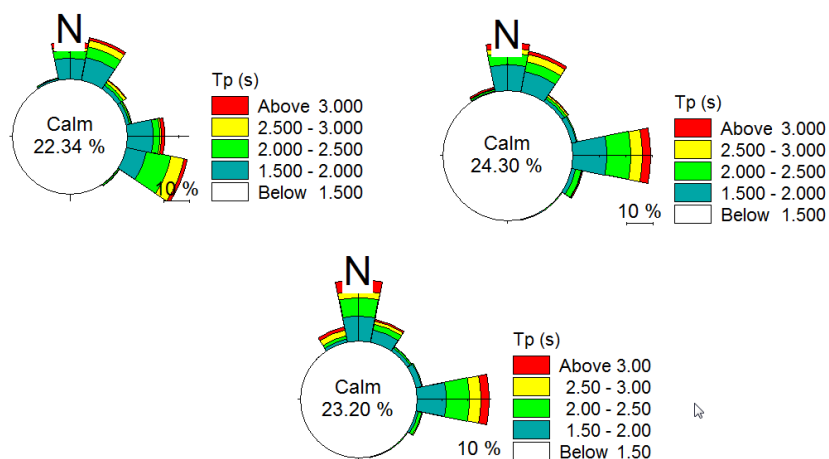 N
Calm
22.34 %
10 %
Tp (s)
Above 3.000
2.500 - 3.000
2.000 - 2.500
1.500 - 2.000
Below 1.500
N
Calm
24.30 %
10 %
Tp (s)
Above 3.000
2.500 - 3.000
2.000 - 2.500
1.500 - 2.000
Below 1.500
N
Calm
23.20 %
10 %
Tp (s)
Above 3.00
2.50 - 3.00
2.00 - 2.50
1.50 - 2.00
Below 1.50